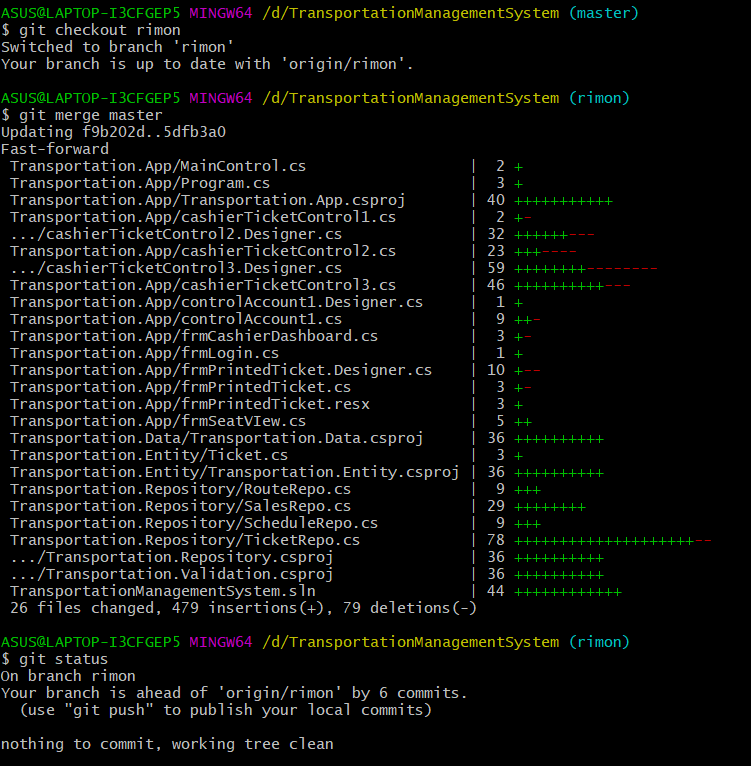 ASUS@LAPTOP-I3CFGEP5 MINGW64 /d/TransportationManagementSystem (master)
$ git checkout rimon
Switched to branch 'rimon'
Your branch is up to date with 'origin/rimon'.

ASUS@LAPTOP-I3CFGEP5 MINGW64 /d/TransportationManagementSystem (rimon)
$ git merge master
Updating f9b202d..5dfb3a0
Fast-forward
 Transportation.App/MainControl.cs                  |  2 +
 Transportation.App/Program.cs                      |  3 +
 Transportation.App/Transportation.App.csproj       | 40 +++++++++++
 Transportation.App/cashierTicketControl1.cs        |  2 +-
 .../cashierTicketControl2.Designer.cs              | 32 ++++++---
 Transportation.App/cashierTicketControl2.cs        | 23 +++----
 .../cashierTicketControl3.Designer.cs              | 59 ++++++++--------
 Transportation.App/cashierTicketControl3.cs        | 46 ++++++++++---
 Transportation.App/controlAccount1.Designer.cs     |  1 +
 Transportation.App/controlAccount1.cs              |  9 ++-
 Transportation.App/frmCashierDashboard.cs          |  3 +-
 Transportation.App/frmLogin.cs                     |  1 +
 Transportation.App/frmPrintedTicket.Designer.cs    | 10 +--
 Transportation.App/frmPrintedTicket.cs             |  3 +-
 Transportation.App/frmPrintedTicket.resx           |  3 +
 Transportation.App/frmSeatVIew.cs                  |  5 ++
 Transportation.Data/Transportation.Data.csproj     | 36 ++++++++++
 Transportation.Entity/Ticket.cs                    |  3 +
 Transportation.Entity/Transportation.Entity.csproj | 36 ++++++++++
 Transportation.Repository/RouteRepo.cs             |  9 +++
 Transportation.Repository/SalesRepo.cs             | 29 ++++++++
 Transportation.Repository/ScheduleRepo.cs          |  9 +++
 Transportation.Repository/TicketRepo.cs            | 78 ++++++++++++++++++++--
 .../Transportation.Repository.csproj               | 36 ++++++++++
 .../Transportation.Validation.csproj               | 36 ++++++++++
 TransportationManagementSystem.sln                 | 44 ++++++++++++
 26 files changed, 479 insertions(+), 79 deletions(-)

ASUS@LAPTOP-I3CFGEP5 MINGW64 /d/TransportationManagementSystem (rimon)
$ git status
On branch rimon
Your branch is ahead of 'origin/rimon' by 6 commits.
  (use "git push" to publish your local commits)

nothing to commit, working tree clean